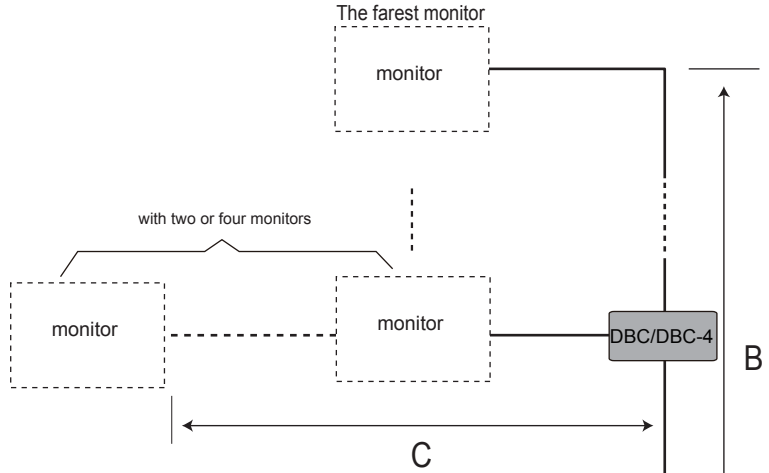 The farest monitor
monitor
with two or four monitors
monitor
monitor
DBC/DBC-4
B
C